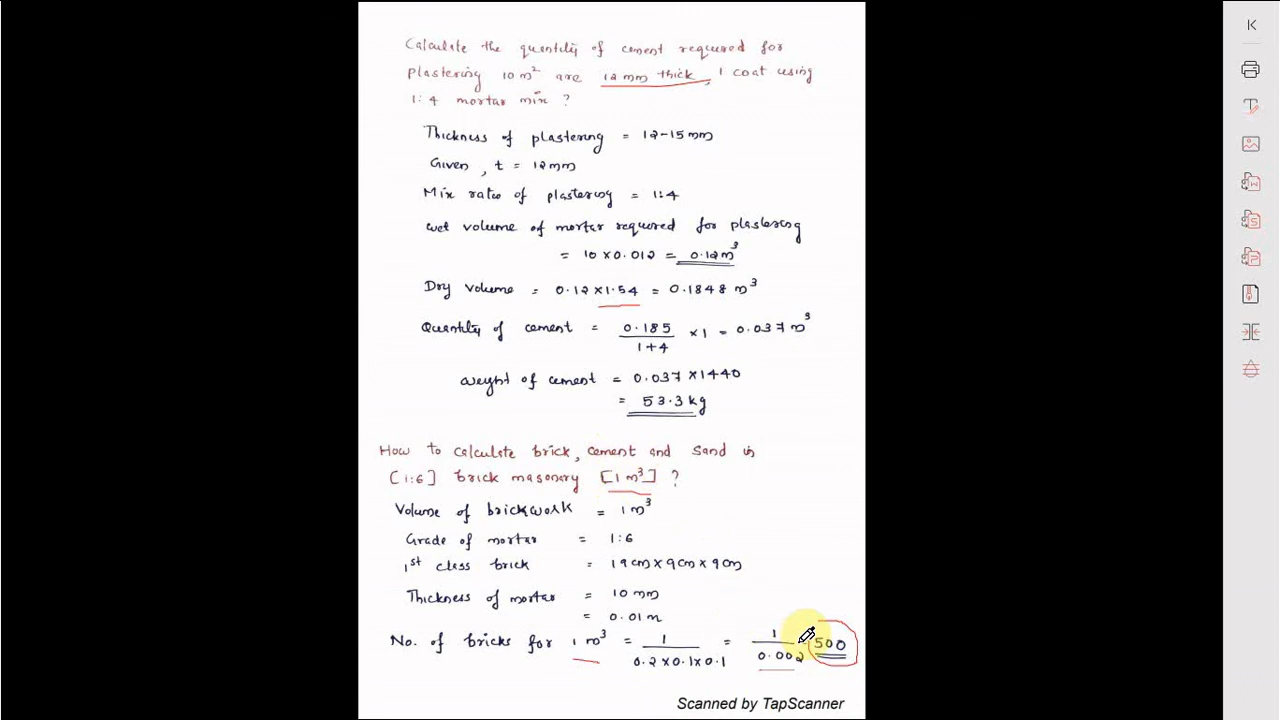 Calculate the quantity of cement required for
plastering 10 m² are 12 mm thick, 1 coat using
1:4 mortar mix ?
Thickness of plastering = 12-15 mm
Given, t = 12 mm
Mix ratio of plastering = 1:4
wet volume of mortar required for plastering
= 10 x 0.012 = 0.12 m³
Dry volume = 0.12 x 1.54 = 0.1848 m³
Quantity of cement = 0.185 / 1+4 x 1 = 0.037 m³
weight of cement = 0.037 x 1440
= 53.3 kg
How to calculate brick, cement and sand in
[1:6] brick masonary [1 m³] ?
Volume of brickwork = 1 m³
Grade of mortar = 1:6
1st class brick = 19 cm x 9 cm x 9 cm
Thickness of mortar = 10 mm
= 0.01 m
No. of bricks for 1 m³ = 1 / 0.2 x 0.1 x 0.1 = 1 / 0.002 500
Scanned by TapScanner